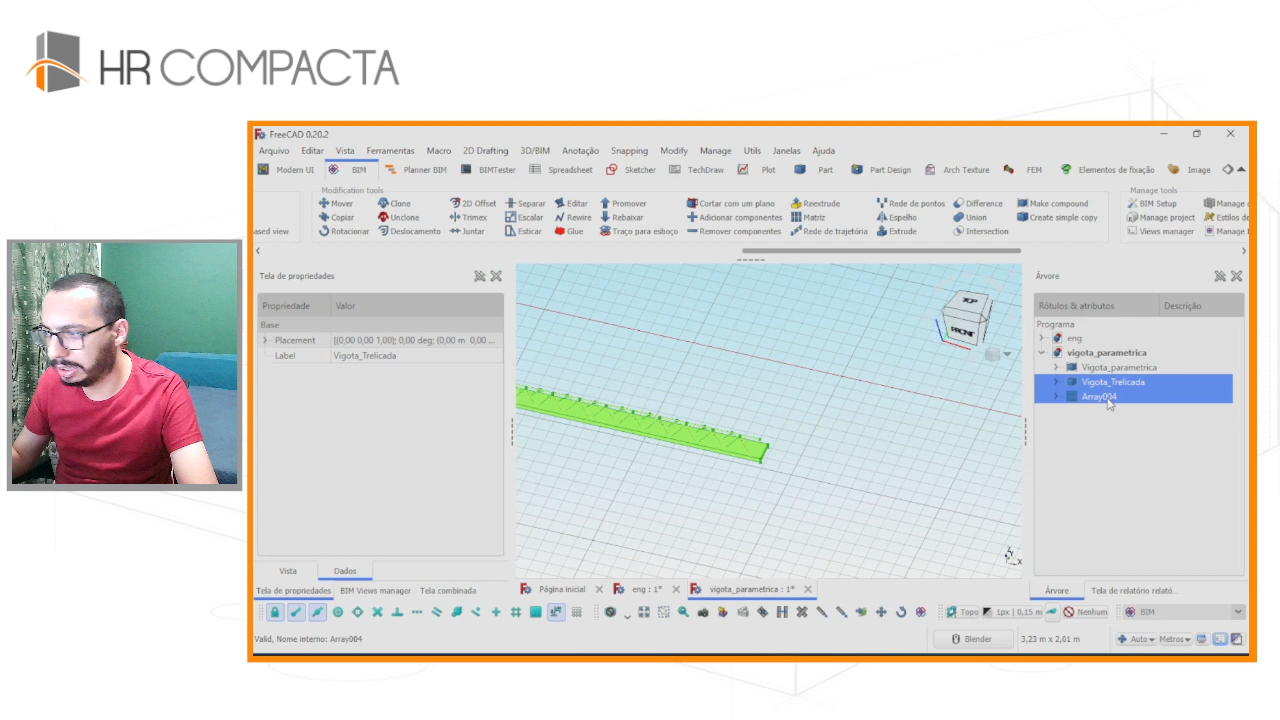 HR COMPACTA
FreeCAD 0.20.2
Arquivo Editar Vista Ferramentas Macro 2D Drafting 3D/BIM Anotação Snapping Modify Manage Utils Janelas Ajuda
Modern UI BIM Planner BIM BIMTester Spreadsheet Sketcher TechDraw Plot Part Part Design Arch Texture FEM Elementos de fixação Image
Modification tools Manage tools
Mover Clone 2D Offset Separar Editar Promover Cortar com um plano Reextrude Rede de pontos Difference Make compound BIM Setup Manage
Copiar Unclone Trimex Escalar Rewire Rebaixar Adicionar componentes Matriz Espelho Union Create simple copy Manage project Estilos de
ased view Rotacionar Deslocamento Juntar Esticar Glue Traço para esboço Remover componentes Rede de trajetória Extrude Intersection Views manager Manage
Tela de propriedades
Propriedade Valor
Base
Placement [(0,00 0,00 1,00); 0,00 deg; (0,00 m 0,00 ...
Label Vigota_Trelicada
TOP
FRONT
Árvore
Rótulos & atributos Descrição
Programa
eng
vigota_parametrica
Vigota_parametrica
Vigota_Trelicada
Array004
Vista Dados
Tela de propriedades BIM Views manager Tela combinada
Página inicial eng : 1* vigota_parametrica : 1*
Árvore Tela de relatório relató...
Topo 1px | 0,15 m Nenhum BIM
Valid, Nome interno: Array004
Blender 3,23 m x 2,01 m Auto Metros